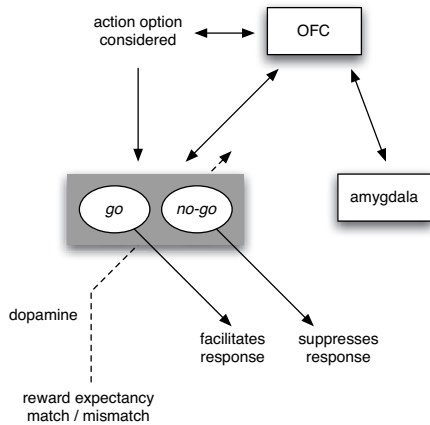 action option
considered
OFC
amygdala
go
no-go
dopamine
facilitates
response
suppresses
response
reward expectancy
match / mismatch